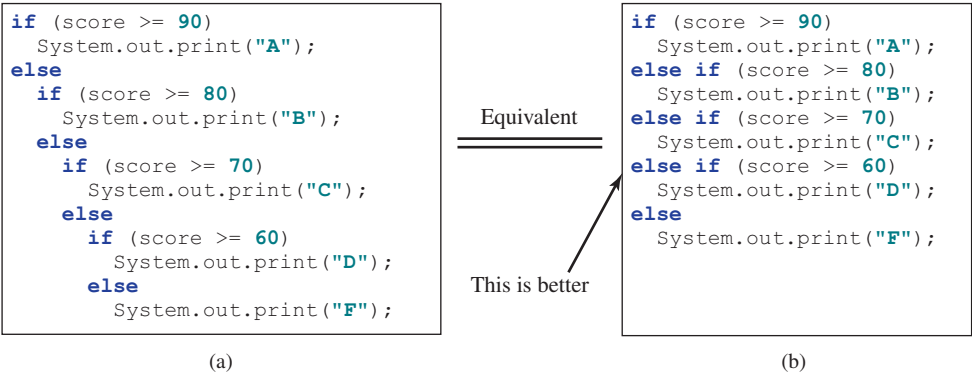 if (score >= 90)
  System.out.print("A");
else
  if (score >= 80)
    System.out.print("B");
  else
    if (score >= 70)
      System.out.print("C");
    else
      if (score >= 60)
        System.out.print("D");
      else
        System.out.print("F");
(a)
Equivalent
This is better
if (score >= 90)
  System.out.print("A");
else if (score >= 80)
  System.out.print("B");
else if (score >= 70)
  System.out.print("C");
else if (score >= 60)
  System.out.print("D");
else
  System.out.print("F");
(b)